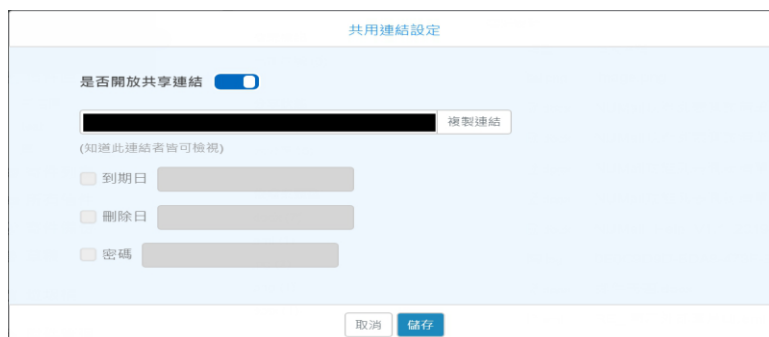 共用連結設定
是否開放共享連結
複製連結
(知道此連結者皆可檢視)
到期日
刪除日
密碼
取消 儲存